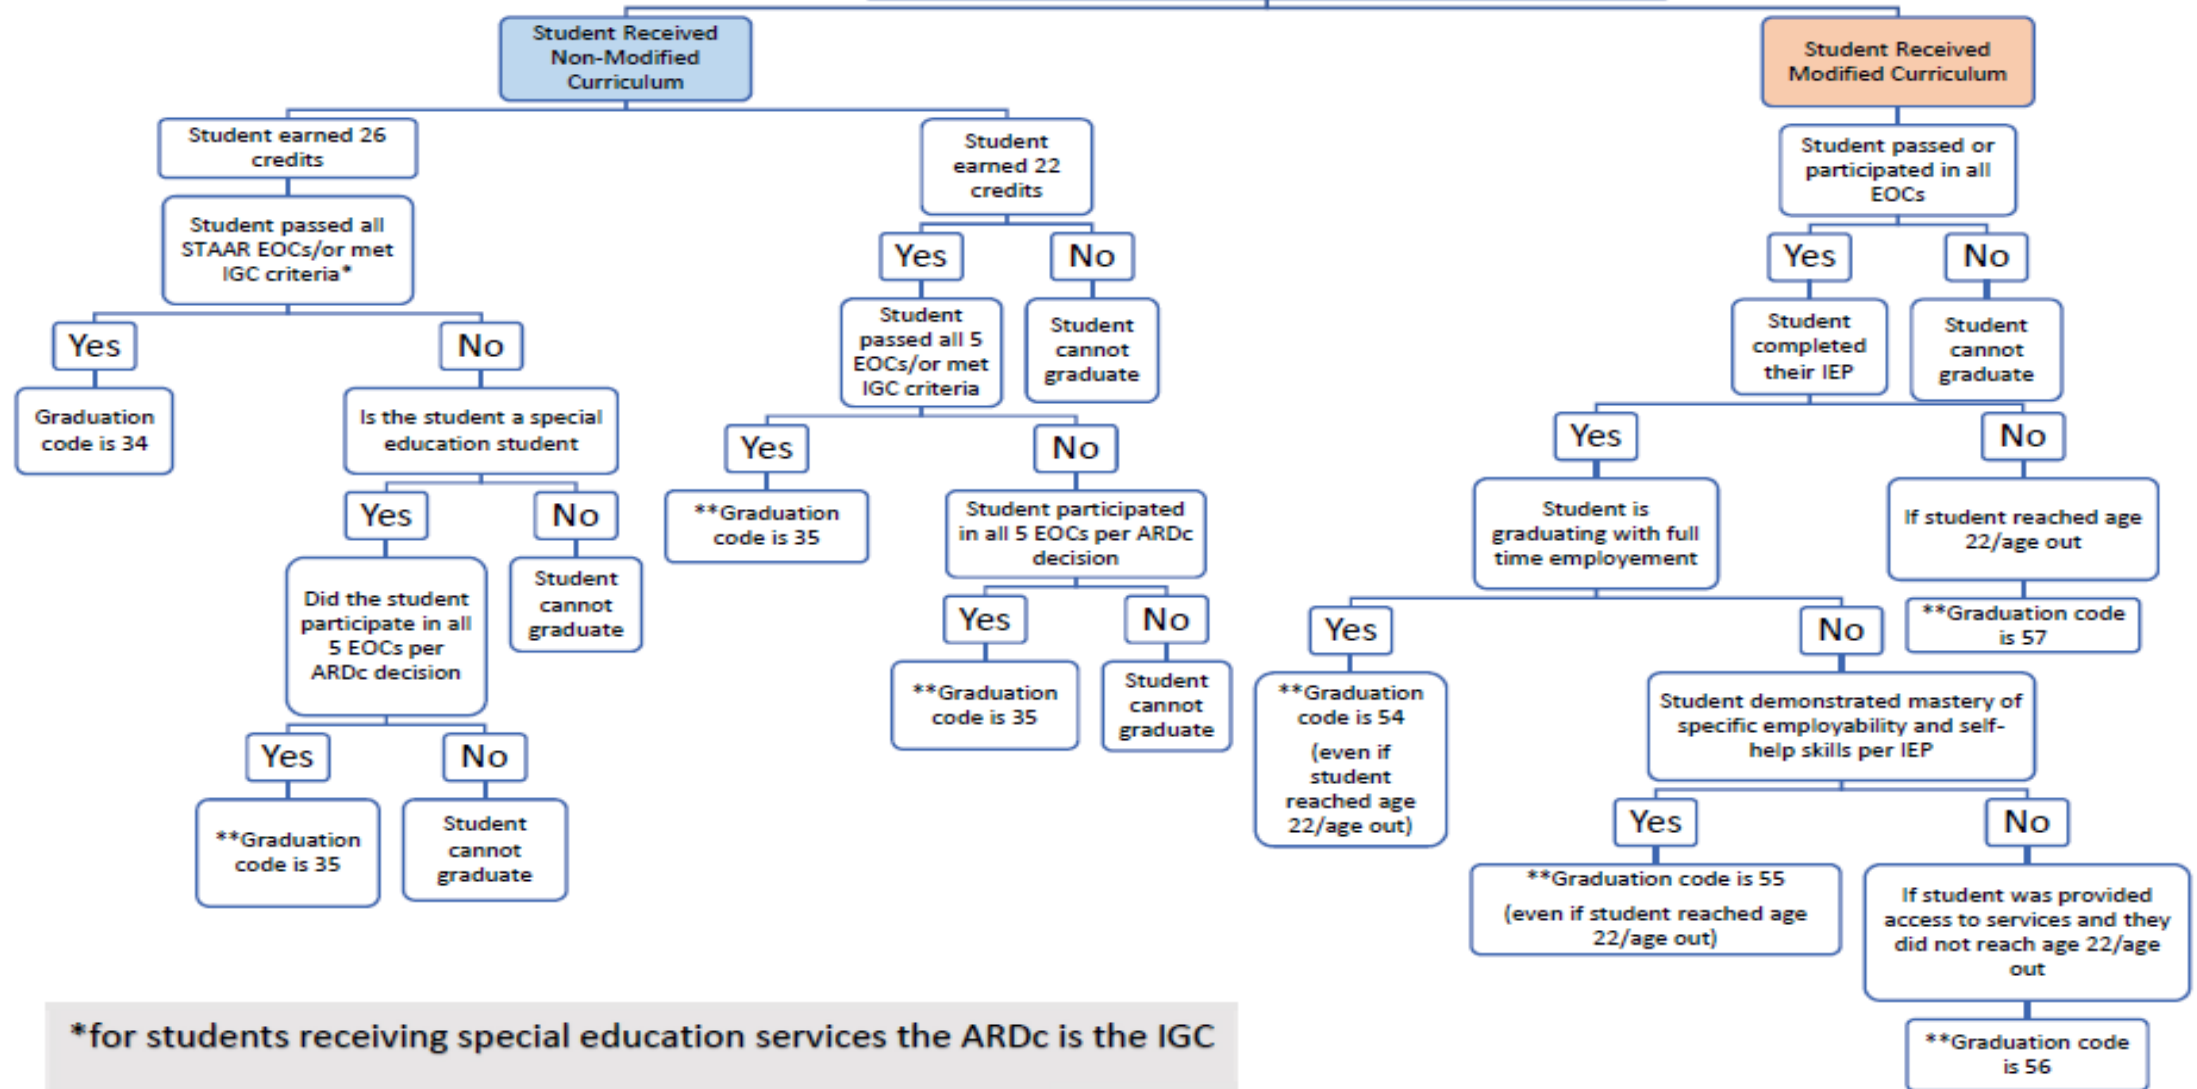 Student Received
Non-Modified
Curriculum
Student earned 26
credits
Student passed all
STAAR EOCs/or met
IGC criteria*
Yes
Graduation
code is 34
No
Is the student a special
education student
Yes
Did the student
participate in all
5 EOCs per
ARDc decision
Yes
**Graduation
code is 35
No
Student
cannot
graduate
No
Student
cannot
graduate
Student
earned 22
credits
Yes
Student
passed all 5
EOCs/or met
IGC criteria
Yes
**Graduation
code is 35
No
Student participated
in all 5 EOCs per ARDc
decision
Yes
**Graduation
code is 35
No
Student
cannot
graduate
No
Student
cannot
graduate
Student Received
Modified Curriculum
Student passed or
participated in all
EOCs
Yes
Student
completed
their IEP
Yes
Student is
graduating with full
time employement
Yes
**Graduation
code is 54
(even if
student
reached age
22/age out)
No
Student demonstrated mastery of
specific employability and self-
help skills per IEP
Yes
**Graduation code is 55
(even if student reached age
22/age out)
No
If student was provided
access to services and they
did not reach age 22/age
out
**Graduation code
is 56
No
If student reached age
22/age out
**Graduation code
is 57
No
Student
cannot
graduate
*for students receiving special education services the ARDc is the IGC